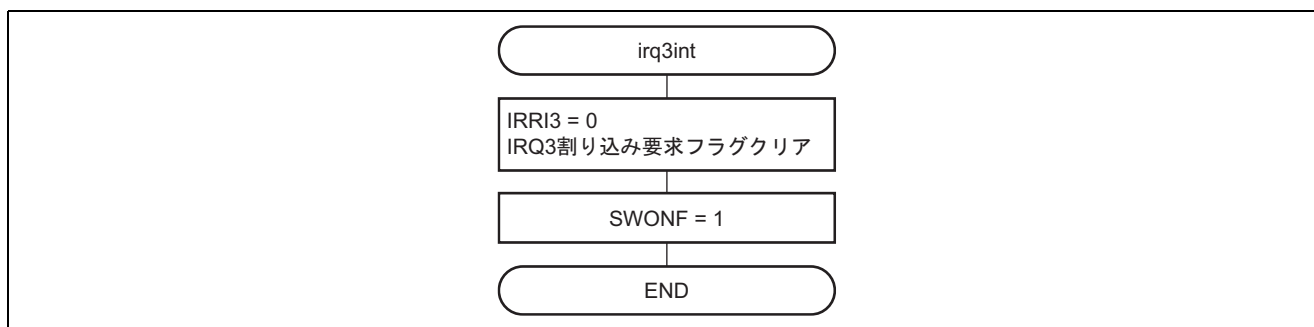 irq3int
IRRI3 = 0
IRQ3割り込み要求フラグクリア
SWONF = 1
END